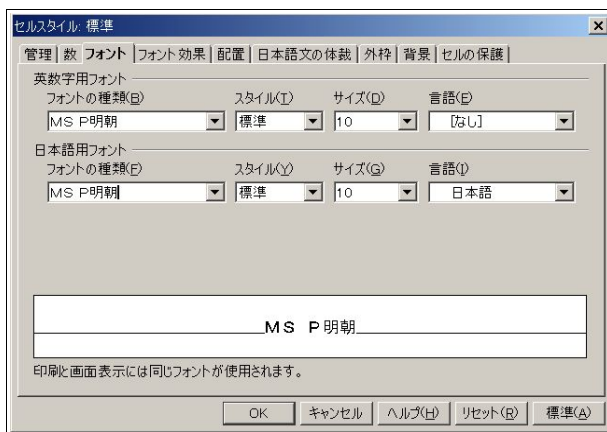 セルスタイル: 標準
管理 数 フォント フォント効果 配置 日本語文の体裁 外枠 背景 セルの保護
英数字用フォント
フォントの種類(B) スタイル(T) サイズ(D) 言語(E)
MS P明朝 標準 10 [なし]
日本語用フォント
フォントの種類(F) スタイル(Y) サイズ(G) 言語(I)
MS P明朝 標準 10 日本語
MS P明朝
印刷と画面表示には同じフォントが使用されます。
OK キャンセル ヘルプ(H) リセット(R) 標準(A)